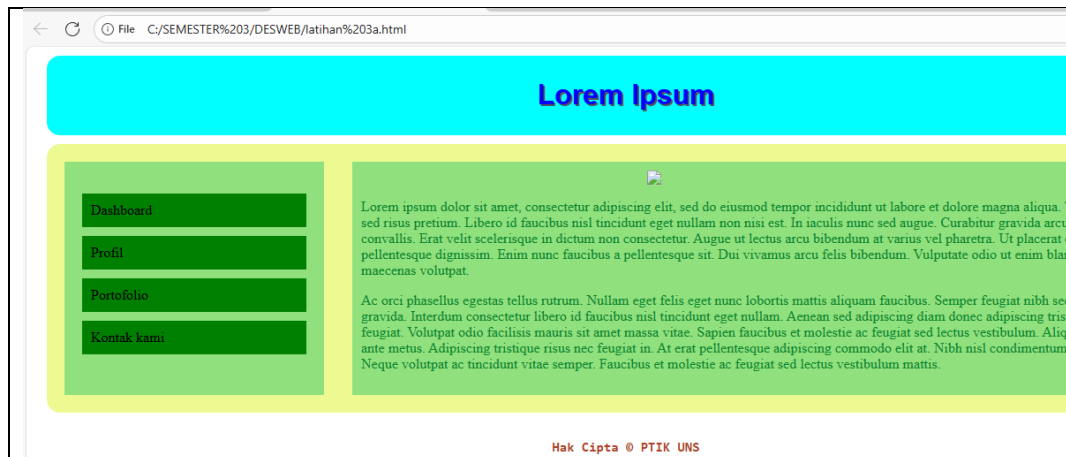 File C:/SEMESTER%203/DESWEB/latihan%203a.html
Lorem Ipsum
Dashboard
Profil
Portofolio
Kontak kami
Lorem ipsum dolor sit amet, consectetur adipiscing elit, sed do eiusmod tempor incididunt ut labore et dolore magna aliqua.
sed risus pretium. Libero id faucibus nisl tincidunt eget nullam non nisi est. In iaculis nunc sed augue. Curabitur gravida arcu
convallis. Erat velit scelerisque in dictum non consectetur. Augue ut lectus arcu bibendum at varius vel pharetra. Ut placerat
pellentesque dignissim. Enim nunc faucibus a pellentesque sit. Dui vivamus arcu felis bibendum. Vulputate odio ut enim
maecenas volutpat.
Ac orci phasellus egestas tellus rutrum. Nullam eget felis eget nunc lobortis mattis aliquam faucibus. Semper feugiat nibh
gravida. Interdum consectetur libero id faucibus nisl tincidunt eget nullam. Aenean sed adipiscing diam donec adipiscing
feugiat. Volutpat odio facilisis mauris sit amet massa vitae. Sapien faucibus et molestie ac feugiat sed lectus vestibulum.
ante metus. Adipiscing tristique risus nec feugiat in. At erat pellentesque adipiscing commodo elit at. Nibh nisl condimentum
Neque volutpat ac tincidunt vitae semper. Faucibus et molestie ac feugiat sed lectus vestibulum mattis.
Hak Cipta © PTIK UNS